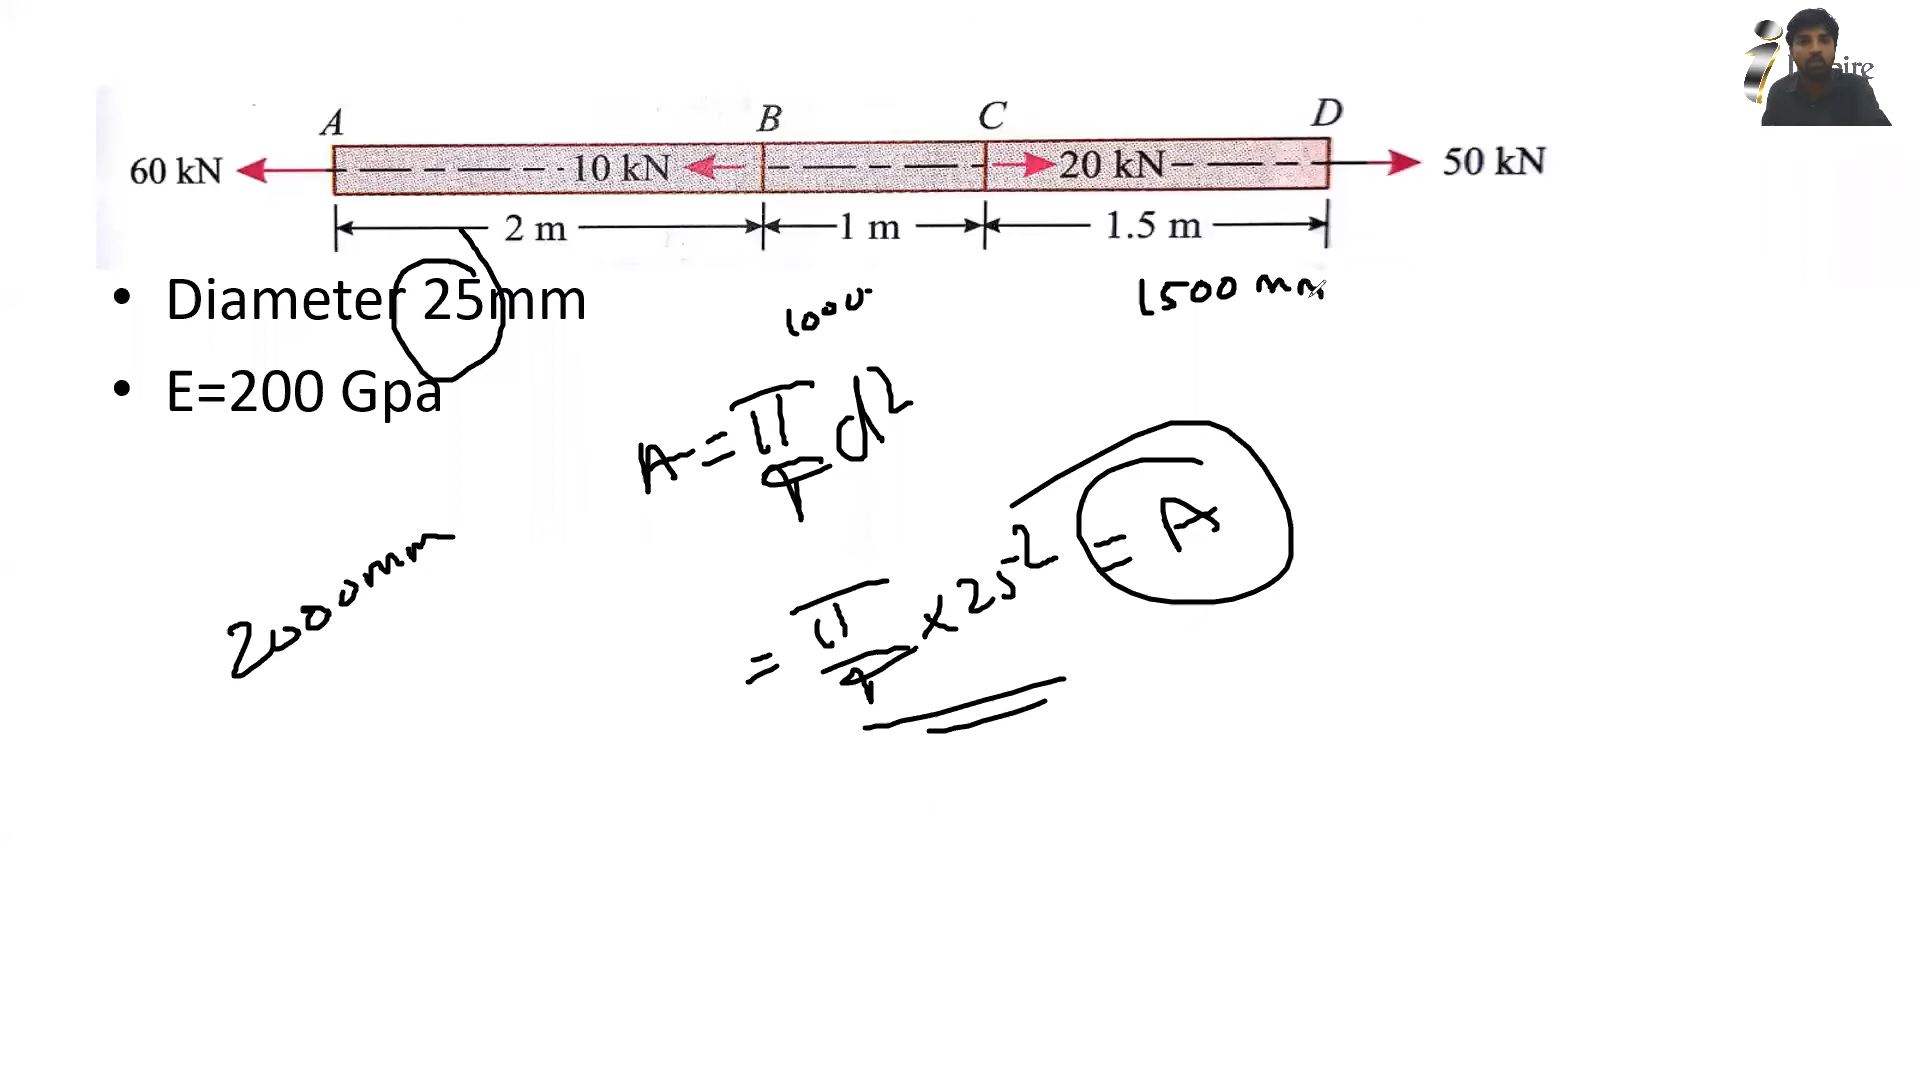 A B C D
60 kN 10 kN 20 kN 50 kN
2 m 1 m 1.5 m
• Diameter 25mm
1000
1500 mm
• E=200 Gpa
A = π/4 d²
2000mm
= π/4 × 25² = A